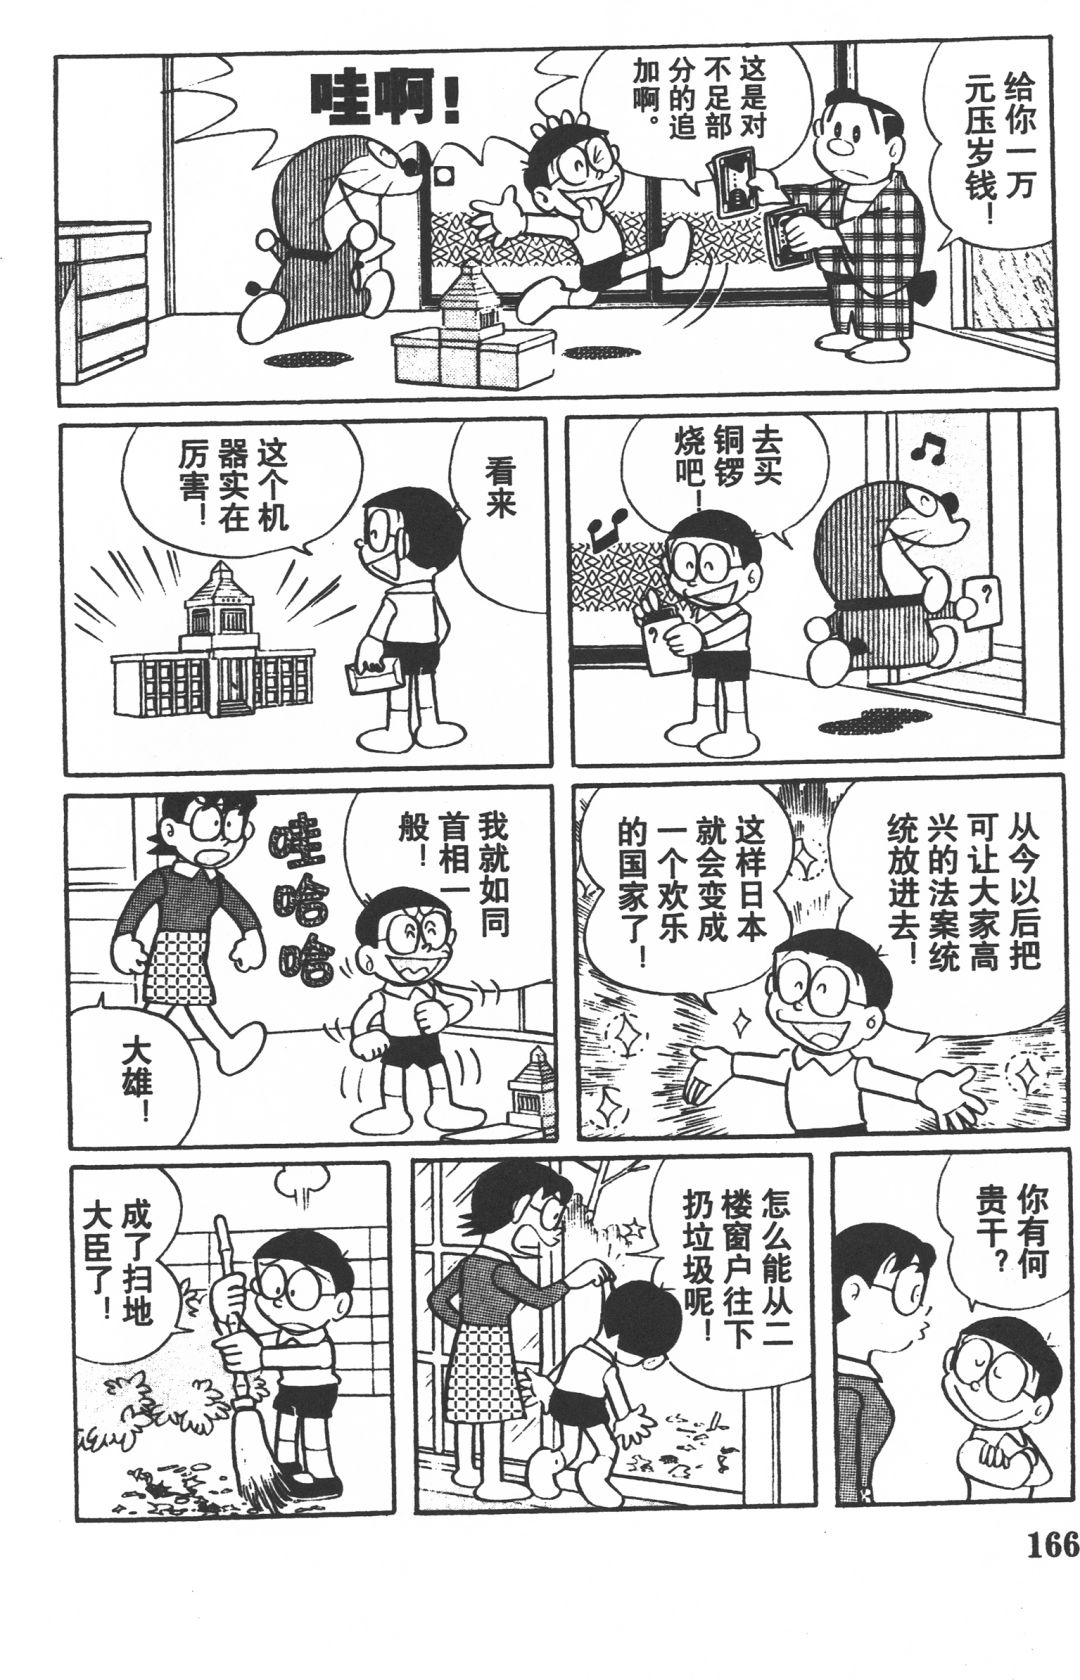 给你一万
元压岁钱！
这是对
不足部
分的追
加啊。
哇啊！
去买
铜锣
烧吧！
看来
这个机
器实在
厉害！
从今以后把
可让大家高
兴的法案统
统放进去！
这样日本
就会变成
一个欢乐
的国家了！
我就如同
首相一
般！
哇哈哈
大雄！
你有何
贵干？
怎么能从二
楼窗户往下
扔垃圾呢！
成了扫地
大臣了！
?
?
166